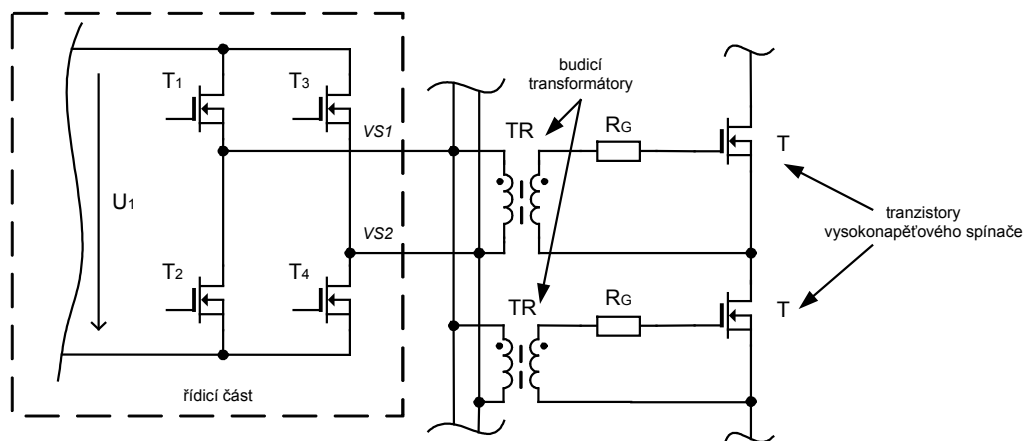 budicí
transformátory
T1
T3
VS1
TR
RG
T
U1
tranzistory
vysokonapěťového spínače
VS2
T2
T4
TR
RG
T
řídicí část